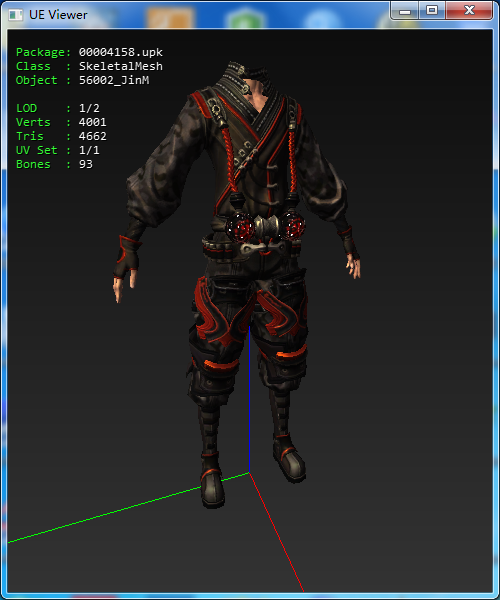 UE Viewer
Package: 00004158.upk
Class  : SkeletalMesh
Object : 56002_JinM
LOD    : 1/2
Verts  : 4001
Tris   : 4662
UV Set : 1/1
Bones  : 93